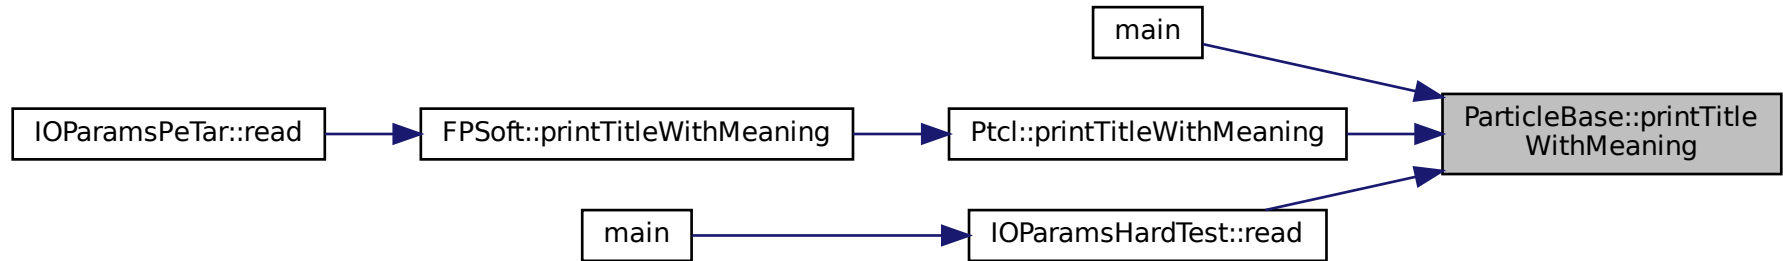 main
IOParamsPeTar::read
FPSoft::printTitleWithMeaning
Ptcl::printTitleWithMeaning
ParticleBase::printTitle
WithMeaning
main
IOParamsHardTest::read